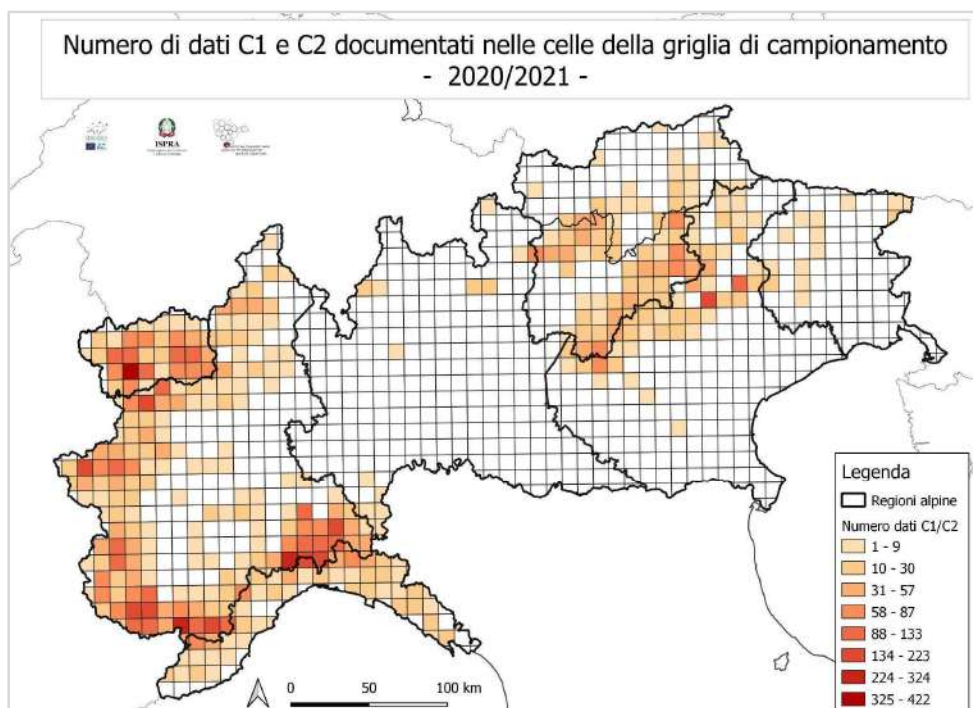 Numero di dati C1 e C2 documentati nelle celle della griglia di campionamento
- 2020/2021 -
ISPRA
Legenda
Regioni alpine
Numero dati C1/C2
1 - 9
10 - 30
31 - 57
58 - 87
88 - 133
134 - 223
224 - 324
325 - 422
0 50 100 km